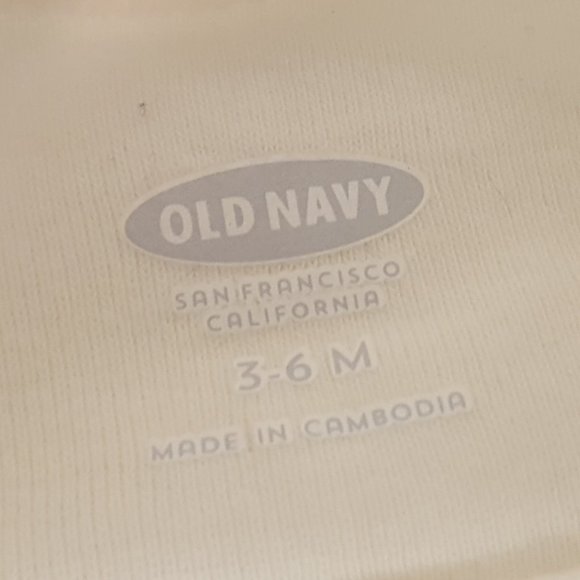 OLD NAVY
SAN FRANCISCO
CALIFORNIA
3-6 M
MADE IN CAMBODIA